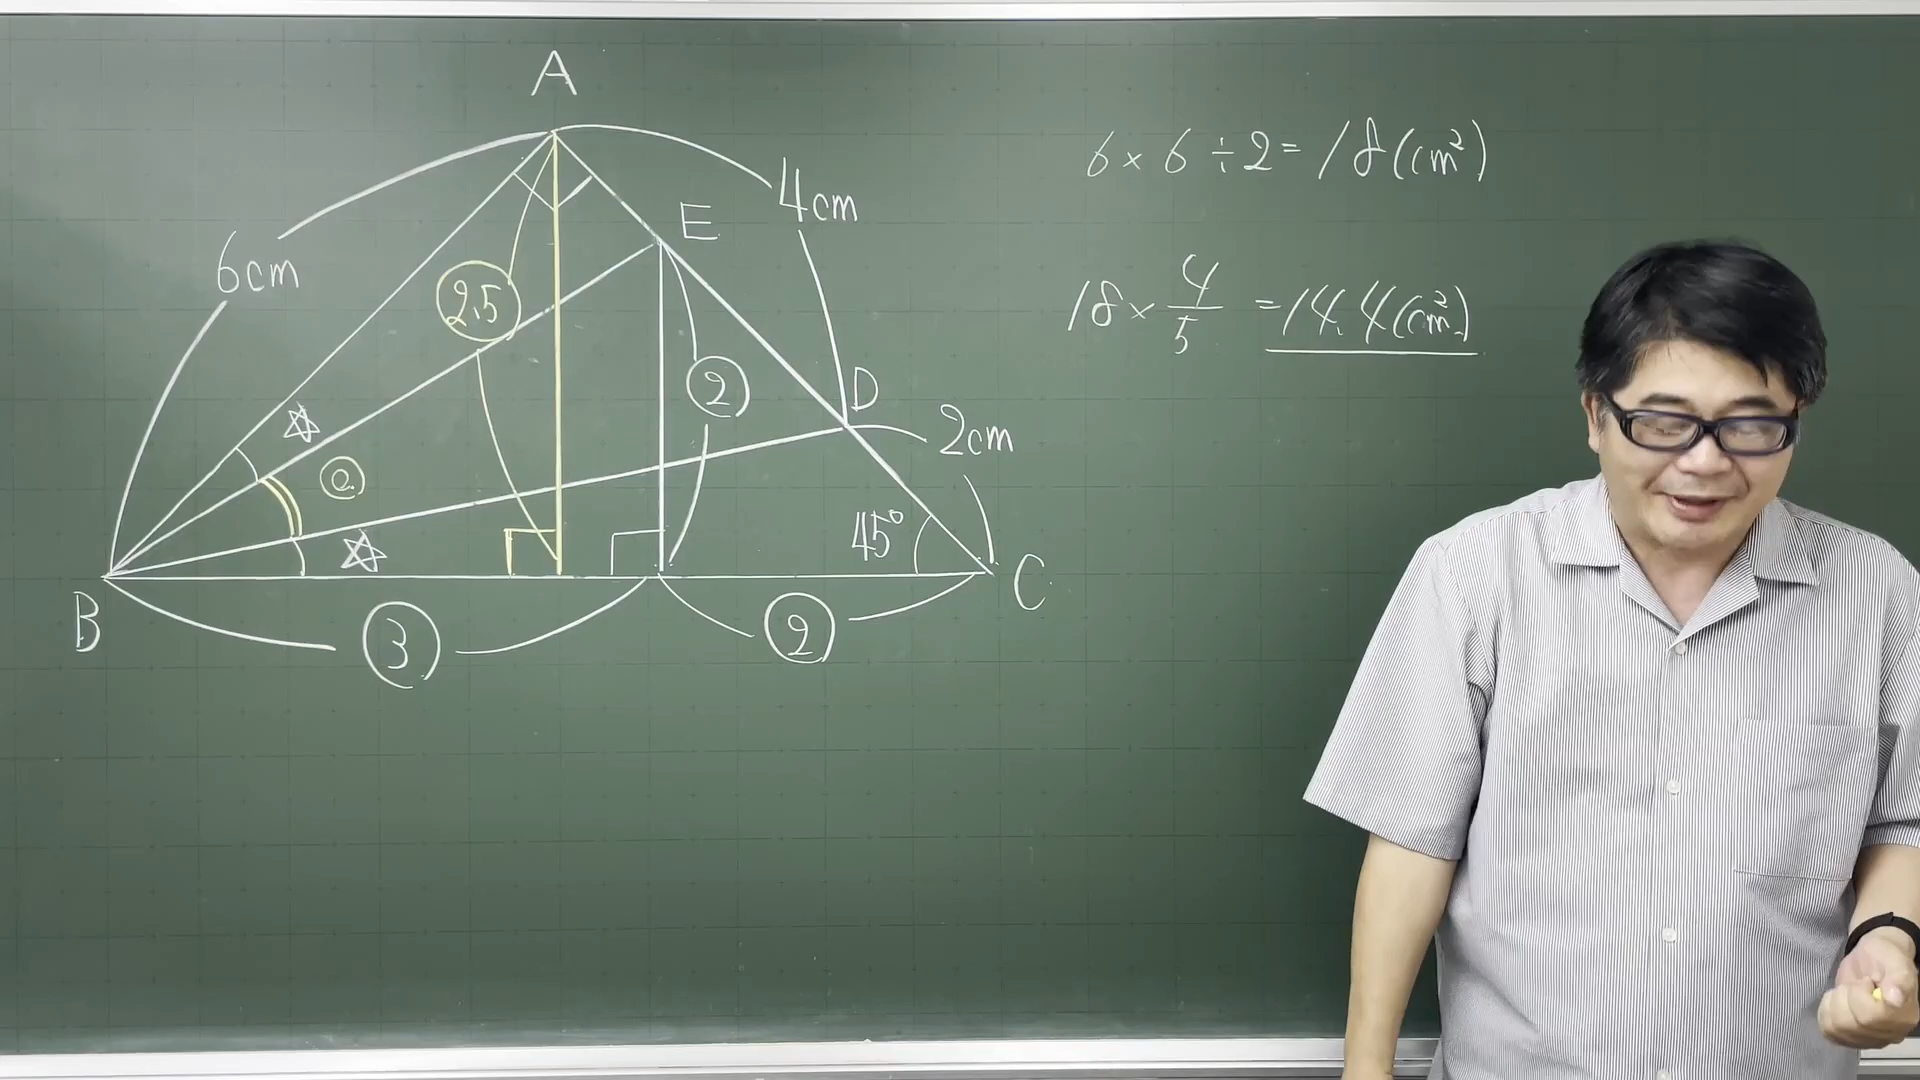 A
6cm
4cm
E
2.5
2
D
2cm
☆
@
☆
45°
B
C
3
2
6 × 6 ÷ 2 = 18 (cm²)
18 × 4/5 = 14.4 (cm²)